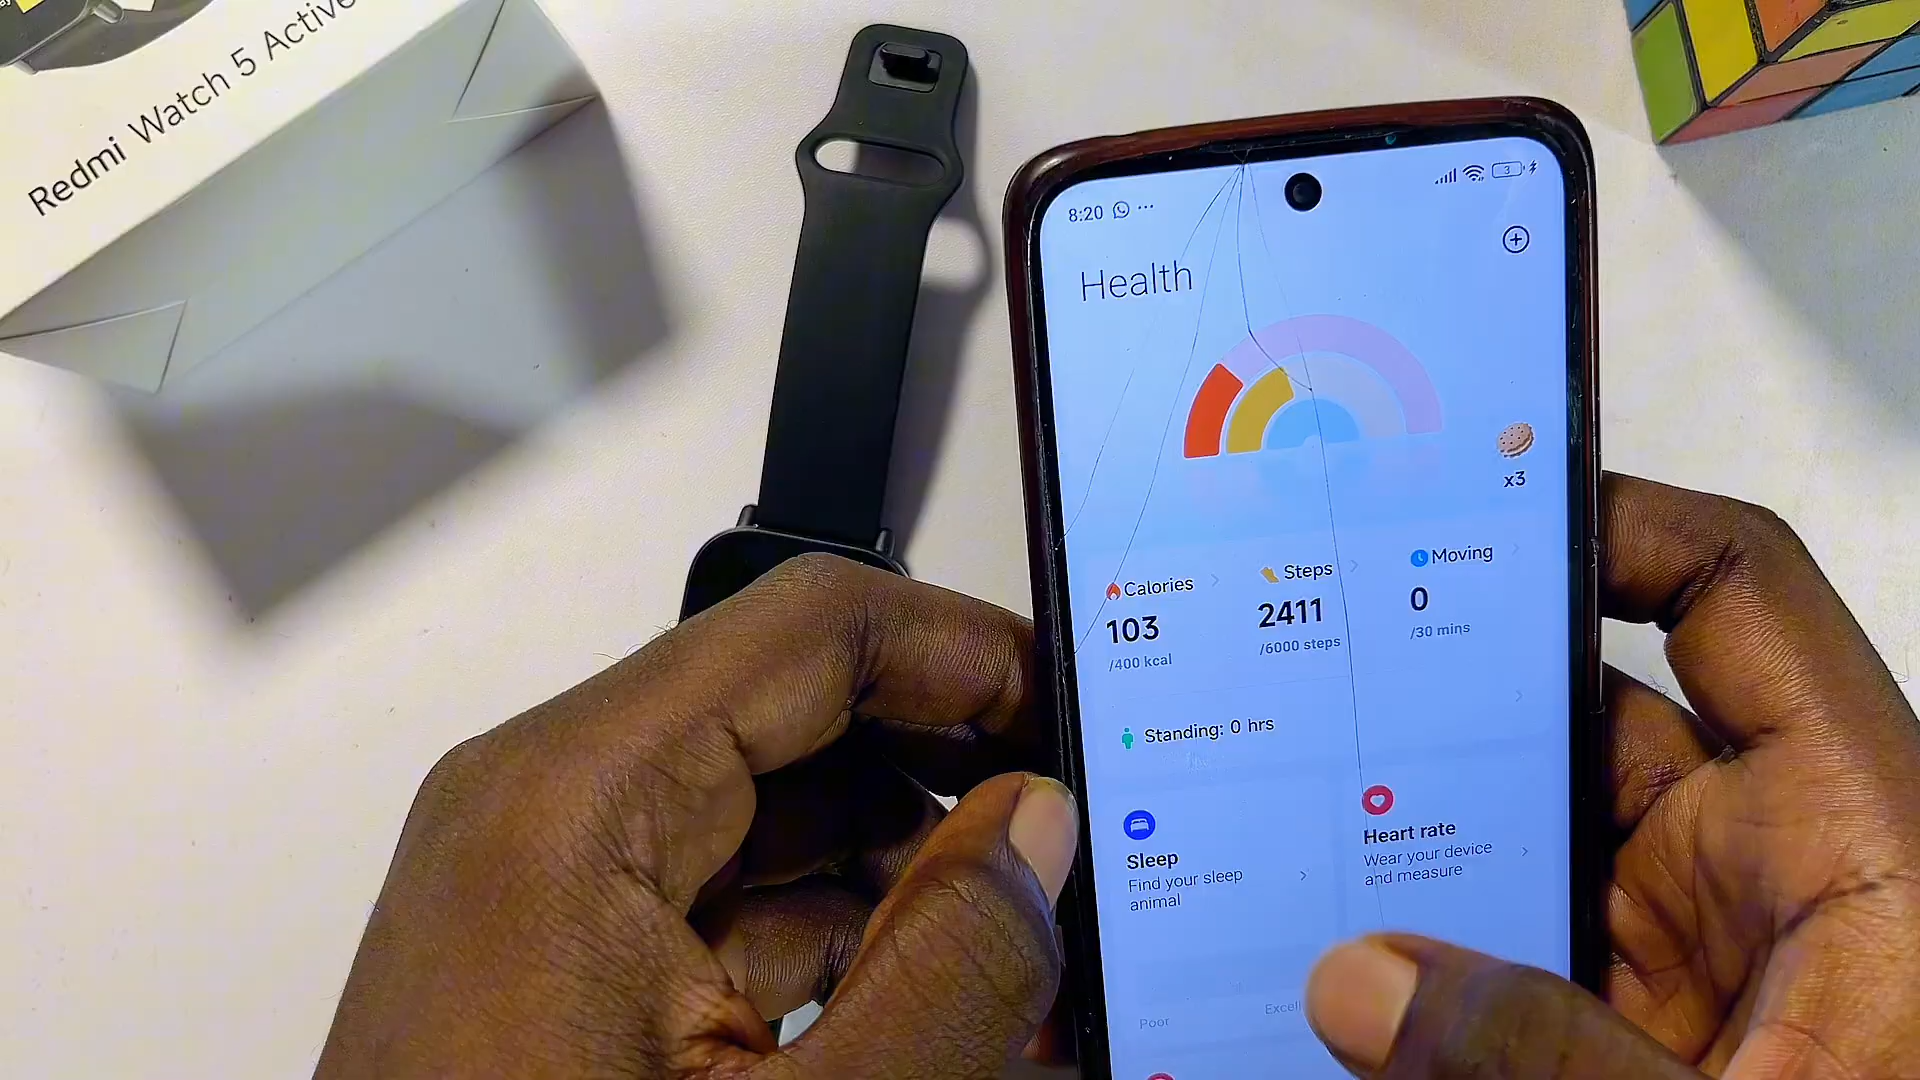 Redmi Watch 5 Active
8:20
3
Health
x3
Calories
103
/400 kcal
Steps
2411
/6000 steps
Moving
0
/30 mins
Standing: 0 hrs
Sleep
Find your sleep
animal
Heart rate
Wear your device
and measure
Poor